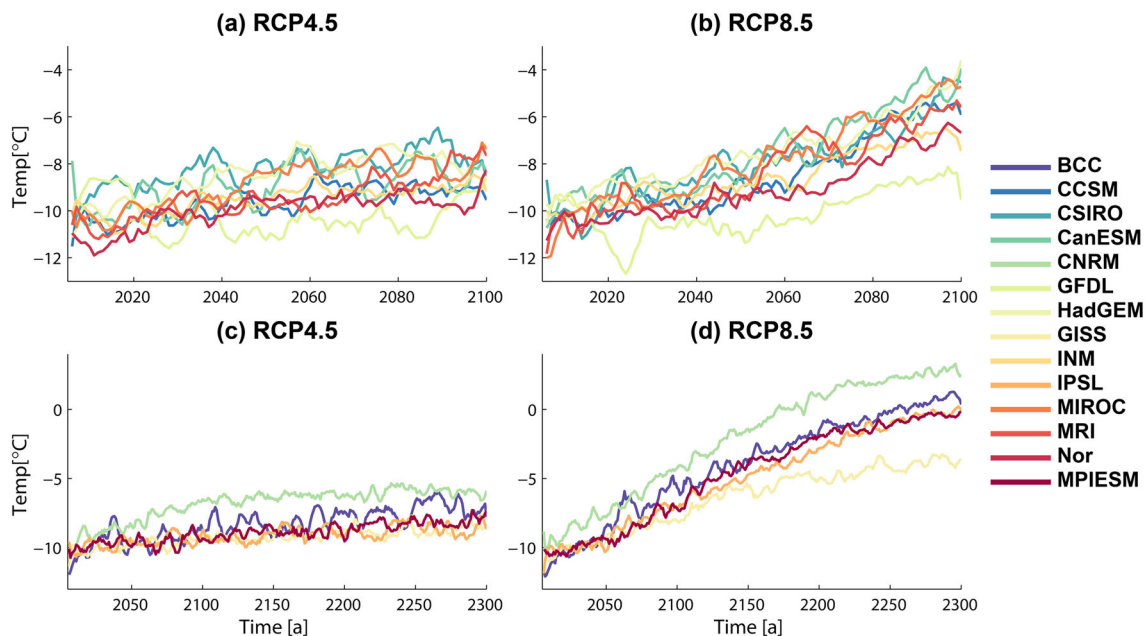 (a) RCP4.5
(b) RCP8.5
Temp[°C]
−4
−6
−8
−10
−12
2020 2040 2060 2080 2100
−4
−6
−8
−10
−12
2020 2040 2060 2080 2100
(c) RCP4.5
(d) RCP8.5
Temp[°C]
0
−5
−10
2050 2100 2150 2200 2250 2300
Time [a]
2050 2100 2150 2200 2250 2300
Time [a]
BCC
CCSM
CSIRO
CanESM
CNRM
GFDL
HadGEM
GISS
INM
IPSL
MIROC
MRI
Nor
MPIESM